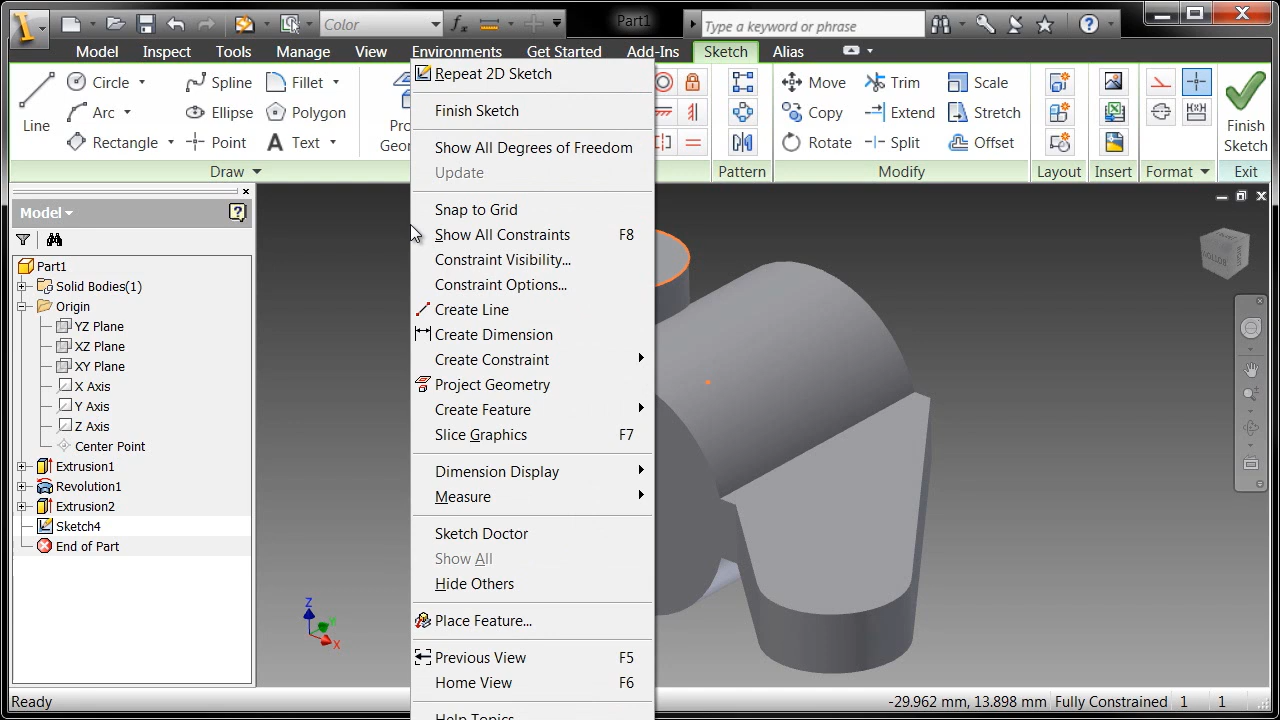 Color
Part1
Type a keyword or phrase
Model
Inspect
Tools
Manage
View
Environments
Get Started
Add-Ins
Sketch
Alias
Line
Circle
Arc
Rectangle
Spline
Ellipse
Point
Fillet
Polygon
Text
Draw
Pattern
Move
Copy
Rotate
Trim
Extend
Split
Scale
Stretch
Offset
Modify
Layout
Insert
Format
Finish
Sketch
Exit
Model
Part1
Solid Bodies(1)
Origin
YZ Plane
XZ Plane
XY Plane
X Axis
Y Axis
Z Axis
Center Point
Extrusion1
Revolution1
Extrusion2
Sketch4
End of Part
Repeat 2D Sketch
Finish Sketch
Show All Degrees of Freedom
Update
Snap to Grid
Show All Constraints F8
Constraint Visibility...
Constraint Options...
Create Line
Create Dimension
Create Constraint
Project Geometry
Create Feature
Slice Graphics F7
Dimension Display
Measure
Sketch Doctor
Show All
Hide Others
Place Feature...
Previous View F5
Home View F6
Help Topics
Z
X
Ready
-29.962 mm, 13.898 mm Fully Constrained 1 1